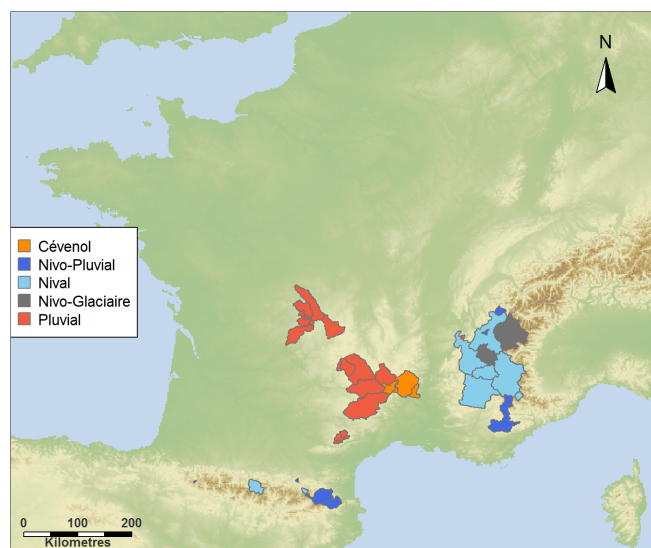 N
Cévenol
Nivo-Pluvial
Nival
Nivo-Glaciaire
Pluvial
0 100 200
Kilometres